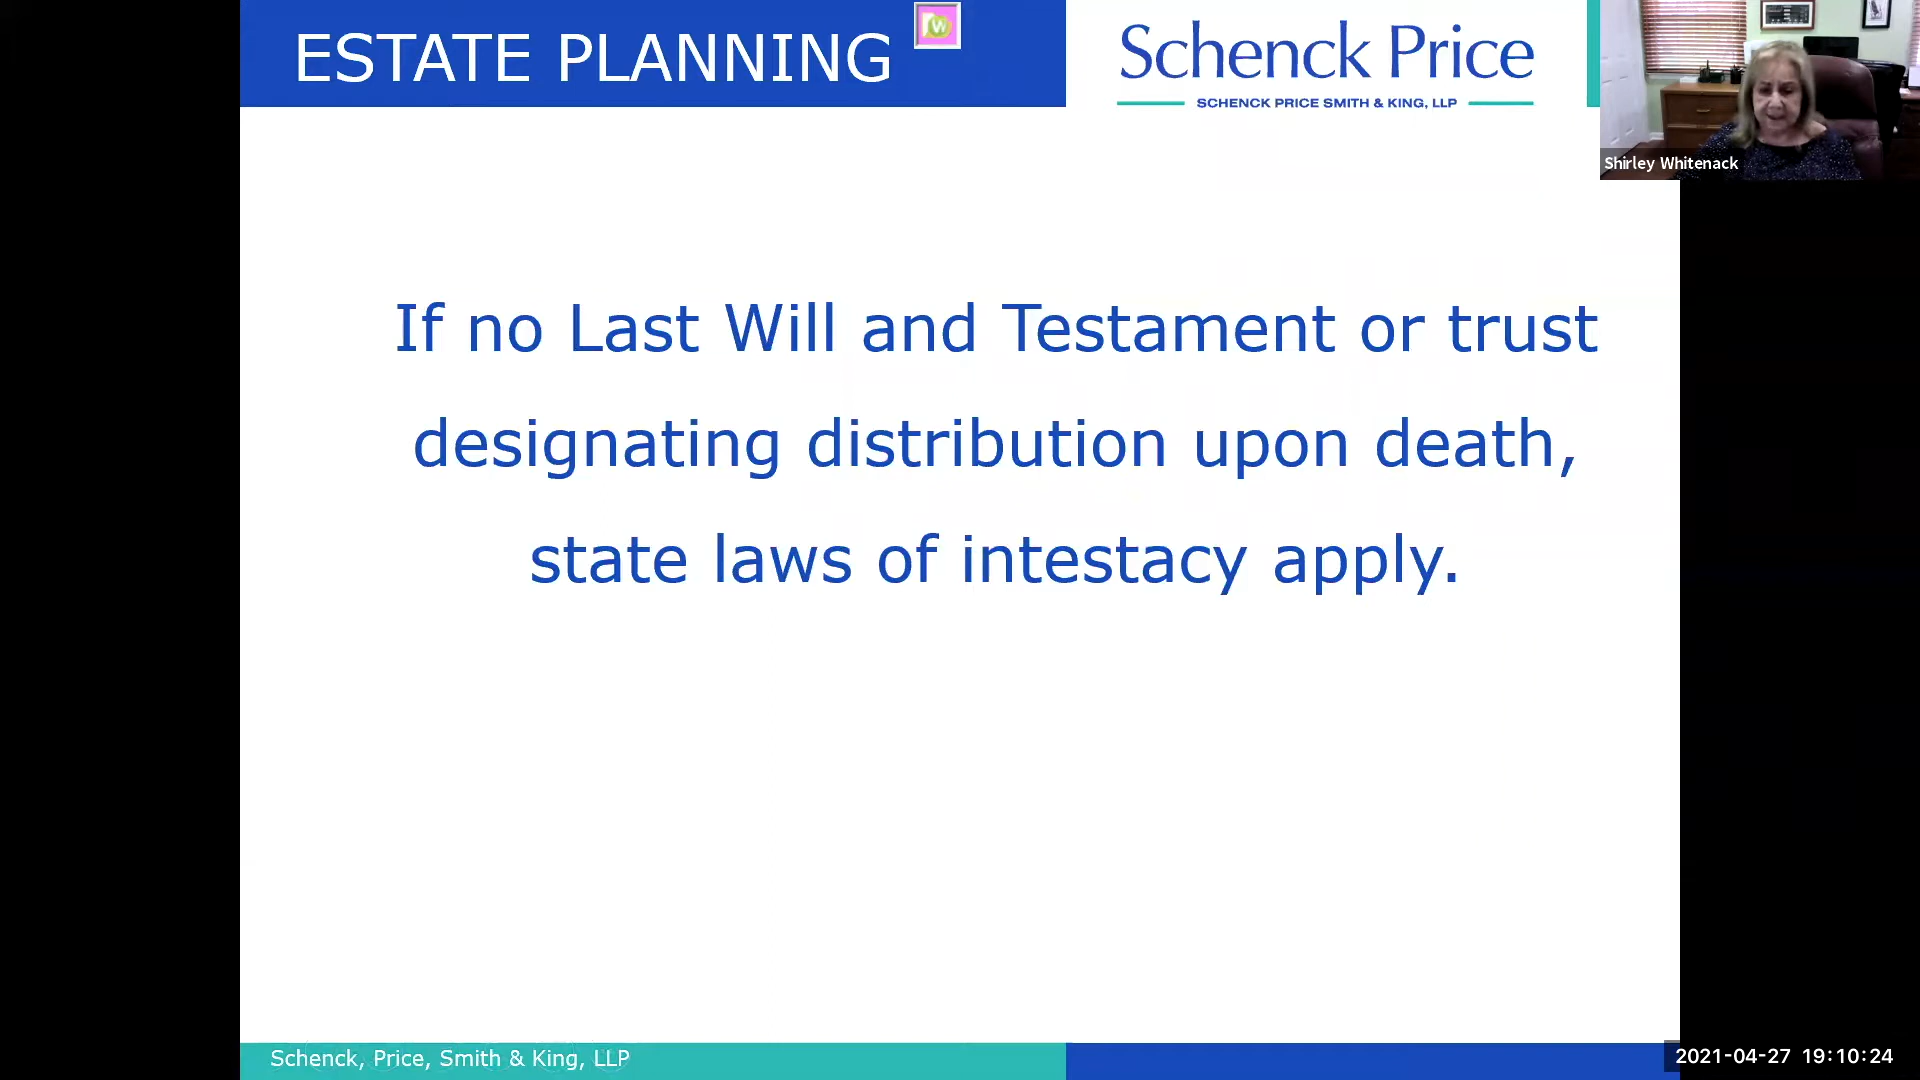 ESTATE PLANNING
Schenck Price
SCHENCK PRICE SMITH & KING, LLP
Shirley Whitenack
If no Last Will and Testament or trust
designating distribution upon death,
state laws of intestacy apply.
Schenck, Price, Smith & King, LLP
2021-04-27 19:10:24